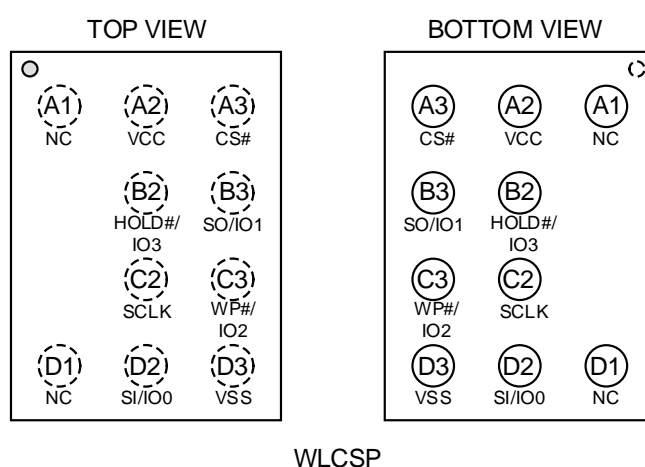 TOP VIEW
A1 A2 A3
NC VCC CS#
B2 B3
HOLD#/ SO/IO1
IO3
C2 C3
SCLK WP#/
IO2
D1 D2 D3
NC SI/IO0 VSS
BOTTOM VIEW
A3 A2 A1
CS# VCC NC
B3 B2
SO/IO1 HOLD#/
IO3
C3 C2
WP#/ SCLK
IO2
D3 D2 D1
VSS SI/IO0 NC
WLCSP